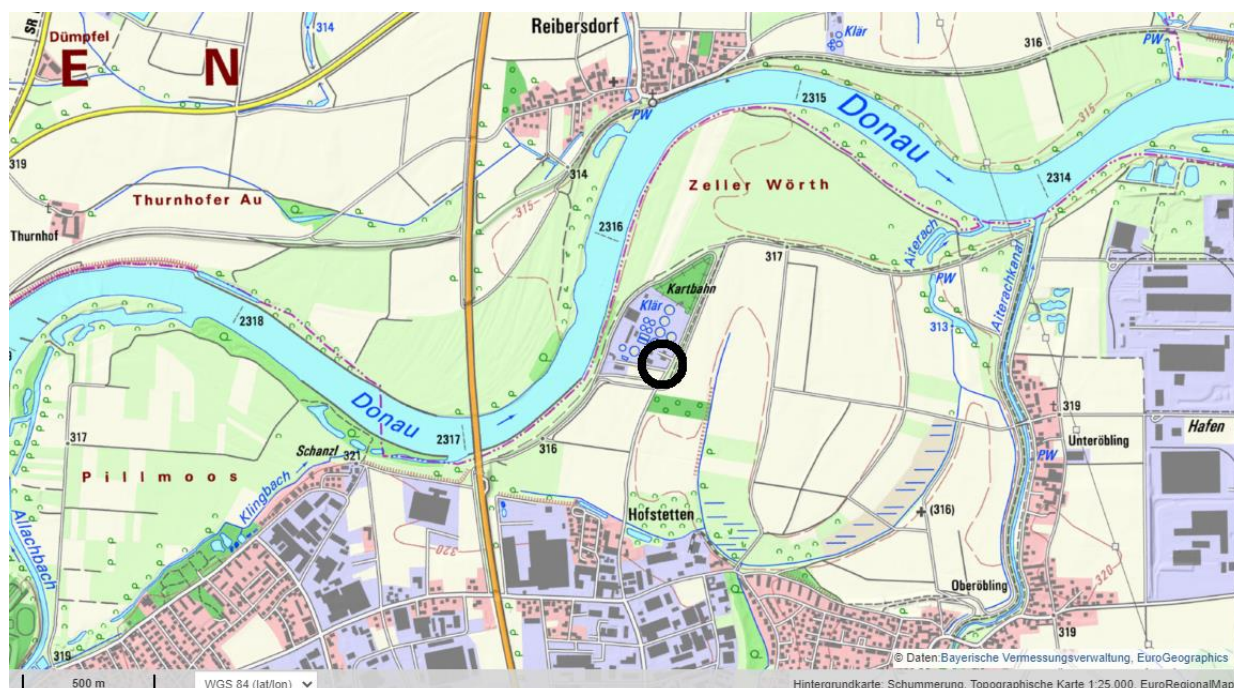 SR
Dümpfel
E N
314
Reibersdorf
Klär
316
PW
2315
Donau
PW
315
319
314
Zeller Wörth
2314
Thurnhofer Au
315
2316
Thurnhof
317
Alterach
Alterachkanal
PW
Kartbahn
Klär
2318
313
Donau
2317
316
319
317
Schanzl
321
Unteröbling
Hafen
Pillmoos
Klingbach
PW
Hofstetten
(316)
320
Allachbach
320
Oberöbling
319
319
© Daten:Bayerische Vermessungsverwaltung, EuroGeographics
500 m
WGS 84 (lat/lon)
Hintergrundkarte: Schummerung, Topographische Karte 1:25.000, EuroRegionalMap